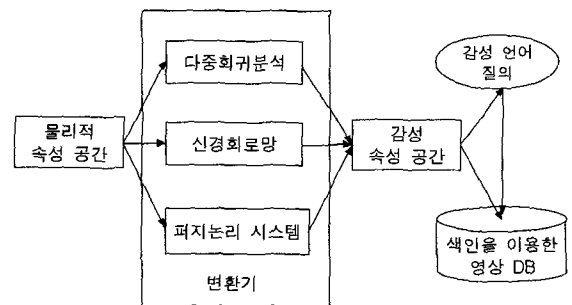 다중회귀분석
감성 언어
질의
물리적
속성 공간
신경회로망
감성
속성 공간
퍼지논리 시스템
색인을 이용한
영상 DB
변환기